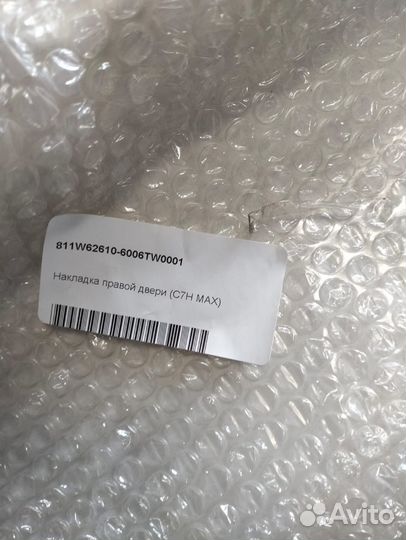 811W62610-6006TW0001
Накладка правой двери (C7H MAX)
Avito